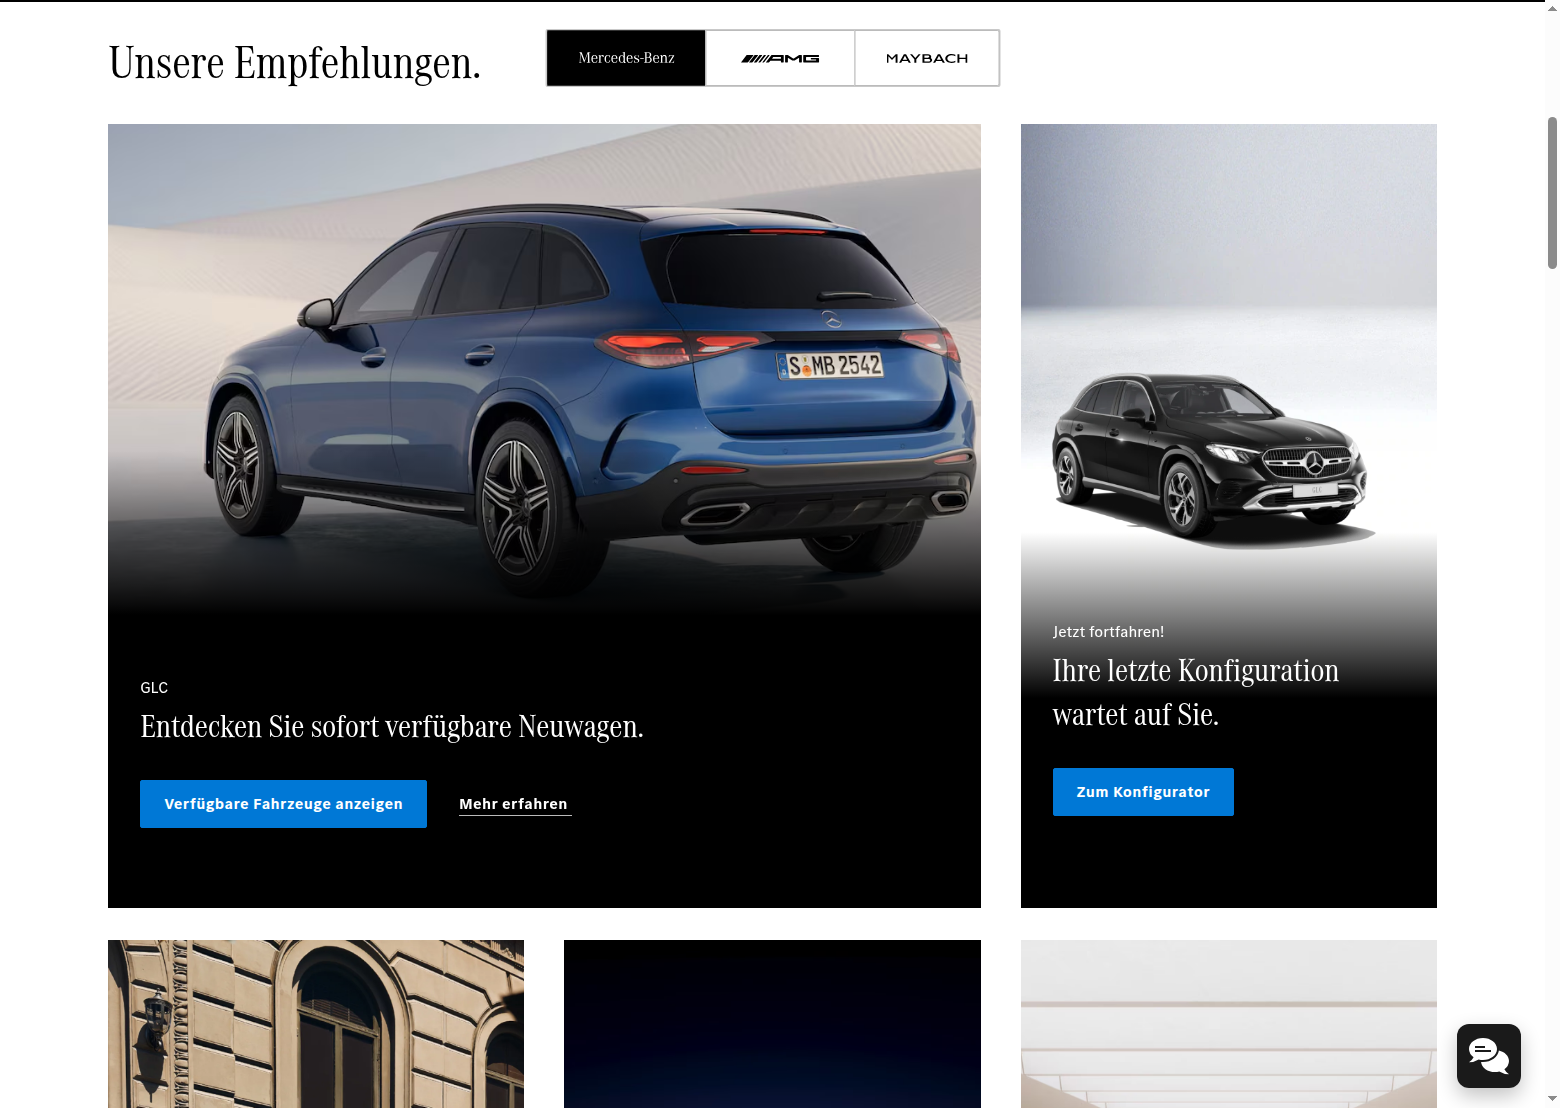 Unsere Empfehlungen.
Mercedes-Benz
AMG
MAYBACH
S MB 2542
GLC
Entdecken Sie sofort verfügbare Neuwagen.
Verfügbare Fahrzeuge anzeigen
Mehr erfahren
GLC
Jetzt fortfahren!
Ihre letzte Konfiguration
wartet auf Sie.
Zum Konfigurator